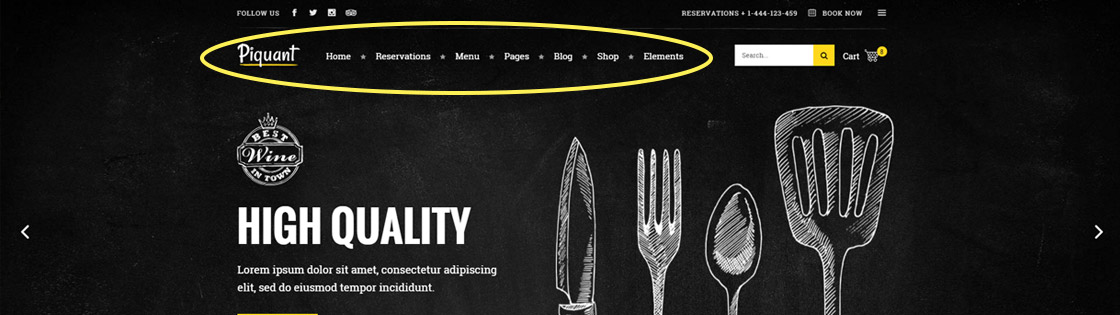 FOLLOW US
RESERVATIONS + 1-444-123-459 BOOK NOW
Piquant
Home Reservations Menu Pages Blog Shop Elements
Search...
Cart
BEST
Wine
IN TOWN
HIGH QUALITY
Lorem ipsum dolor sit amet, consectetur adipiscing
elit, sed do eiusmod tempor incididunt.